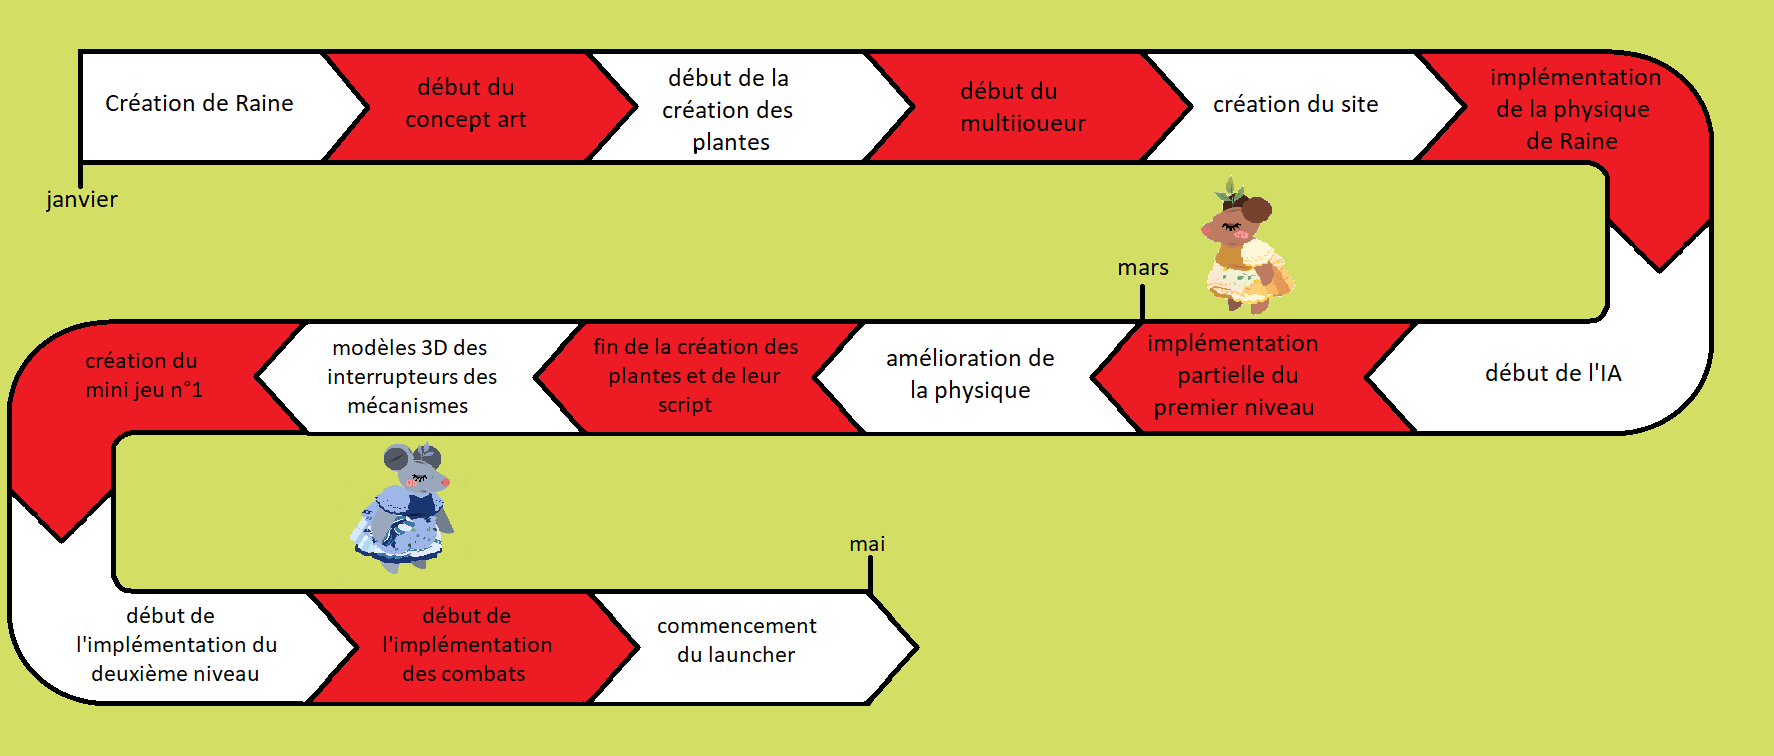 Création de Raine
début du
concept art
début de la
création des
plantes
début du
multijoueur
création du site
implémentation
de la physique
de Raine
janvier
mars
début de l'IA
implémentation
partielle du
premier niveau
amélioration de
la physique
fin de la création des
plantes et de leur
script
modèles 3D des
interrupteurs des
mécanismes
création du
mini jeu n°1
mai
début de
l'implémentation du
deuxième niveau
début de
l'implémentation
des combats
commencement
du launcher